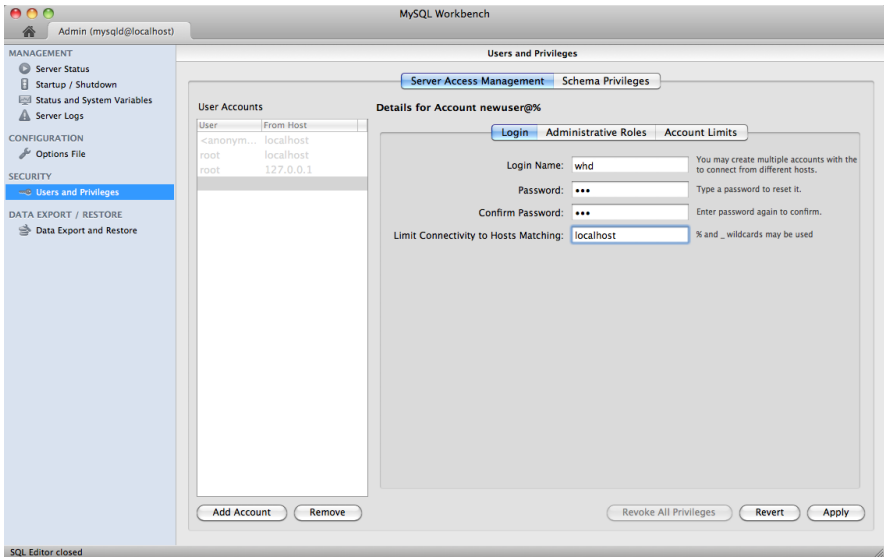 MySQL Workbench
Admin (mysqld@localhost)
MANAGEMENT
Server Status
Startup / Shutdown
Status and System Variables
Server Logs
CONFIGURATION
Options File
SECURITY
Users and Privileges
DATA EXPORT / RESTORE
Data Export and Restore
Users and Privileges
Server Access Management Schema Privileges
User Accounts
User From Host
<anonym... localhost
root localhost
root 127.0.0.1
Add Account Remove
Details for Account newuser@%
Login Administrative Roles Account Limits
Login Name: whd You may create multiple accounts with the
to connect from different hosts.
Password: ••• Type a password to reset it.
Confirm Password: ••• Enter password again to confirm.
Limit Connectivity to Hosts Matching: localhost % and _ wildcards may be used
Revoke All Privileges Revert Apply
SQL Editor closed